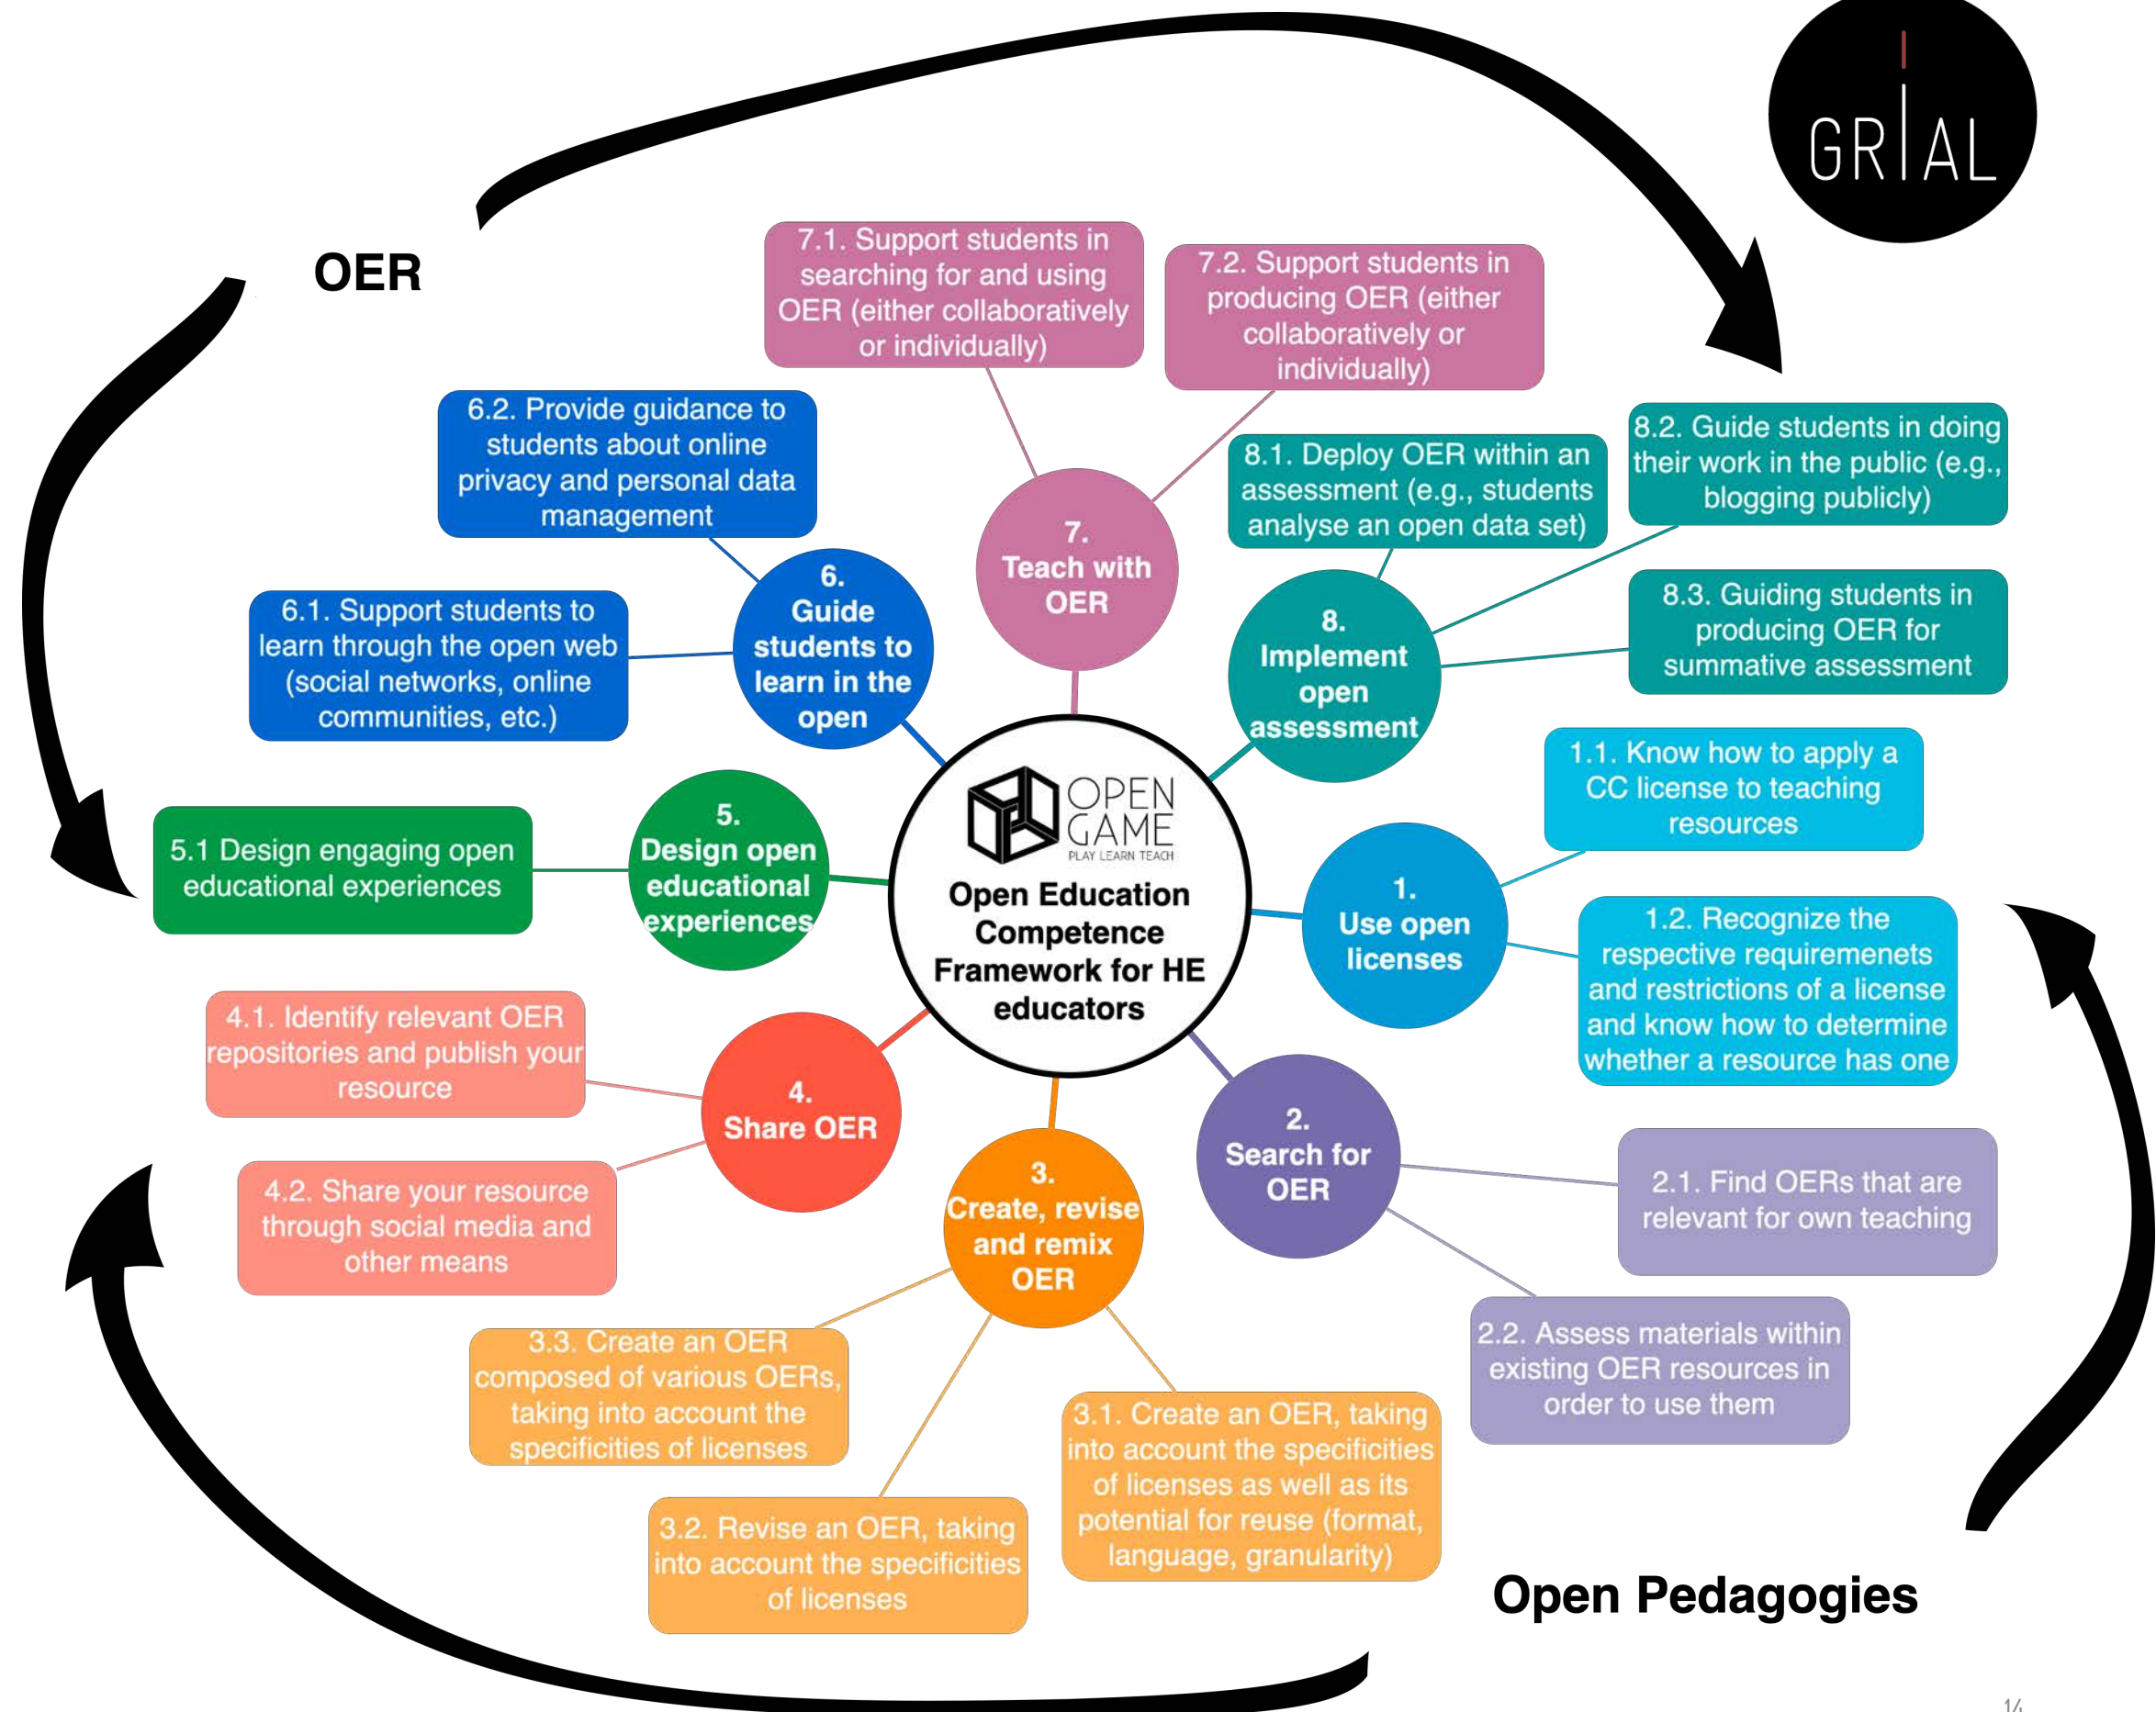 GRIAL
OER
7.1. Support students in
searching for and using
OER (either collaboratively
or individually)
7.2. Support students in
producing OER (either
collaboratively or
individually)
6.2. Provide guidance to
students about online
privacy and personal data
management
8.1. Deploy OER within an
assessment (e.g., students
analyse an open data set)
8.2. Guide students in doing
their work in the public (e.g.,
blogging publicly)
7.
Teach with
OER
6.
Guide
students to
learn in the
open
6.1. Support students to
learn through the open web
(social networks, online
communities, etc.)
8.
Implement
open
assessment
8.3. Guiding students in
producing OER for
summative assessment
1.1. Know how to apply a
CC license to teaching
resources
5.1 Design engaging open
educational experiences
5.
Design open
educational
experiences
OPEN
GAME
PLAY LEARN TEACH
Open Education
Competence
Framework for HE
educators
1.
Use open
licenses
1.2. Recognize the
respective requiremenets
and restrictions of a license
and know how to determine
whether a resource has one
4.1. Identify relevant OER
repositories and publish your
resource
4.
Share OER
4.2. Share your resource
through social media and
other means
3.
Create, revise
and remix
OER
2.
Search for
OER
2.1. Find OERs that are
relevant for own teaching
2.2. Assess materials within
existing OER resources in
order to use them
3.3. Create an OER
composed of various OERs,
taking into account the
specificities of licenses
3.1. Create an OER, taking
into account the specificities
of licenses as well as its
potential for reuse (format,
language, granularity)
3.2. Revise an OER, taking
into account the specificities
of licenses
Open Pedagogies
14